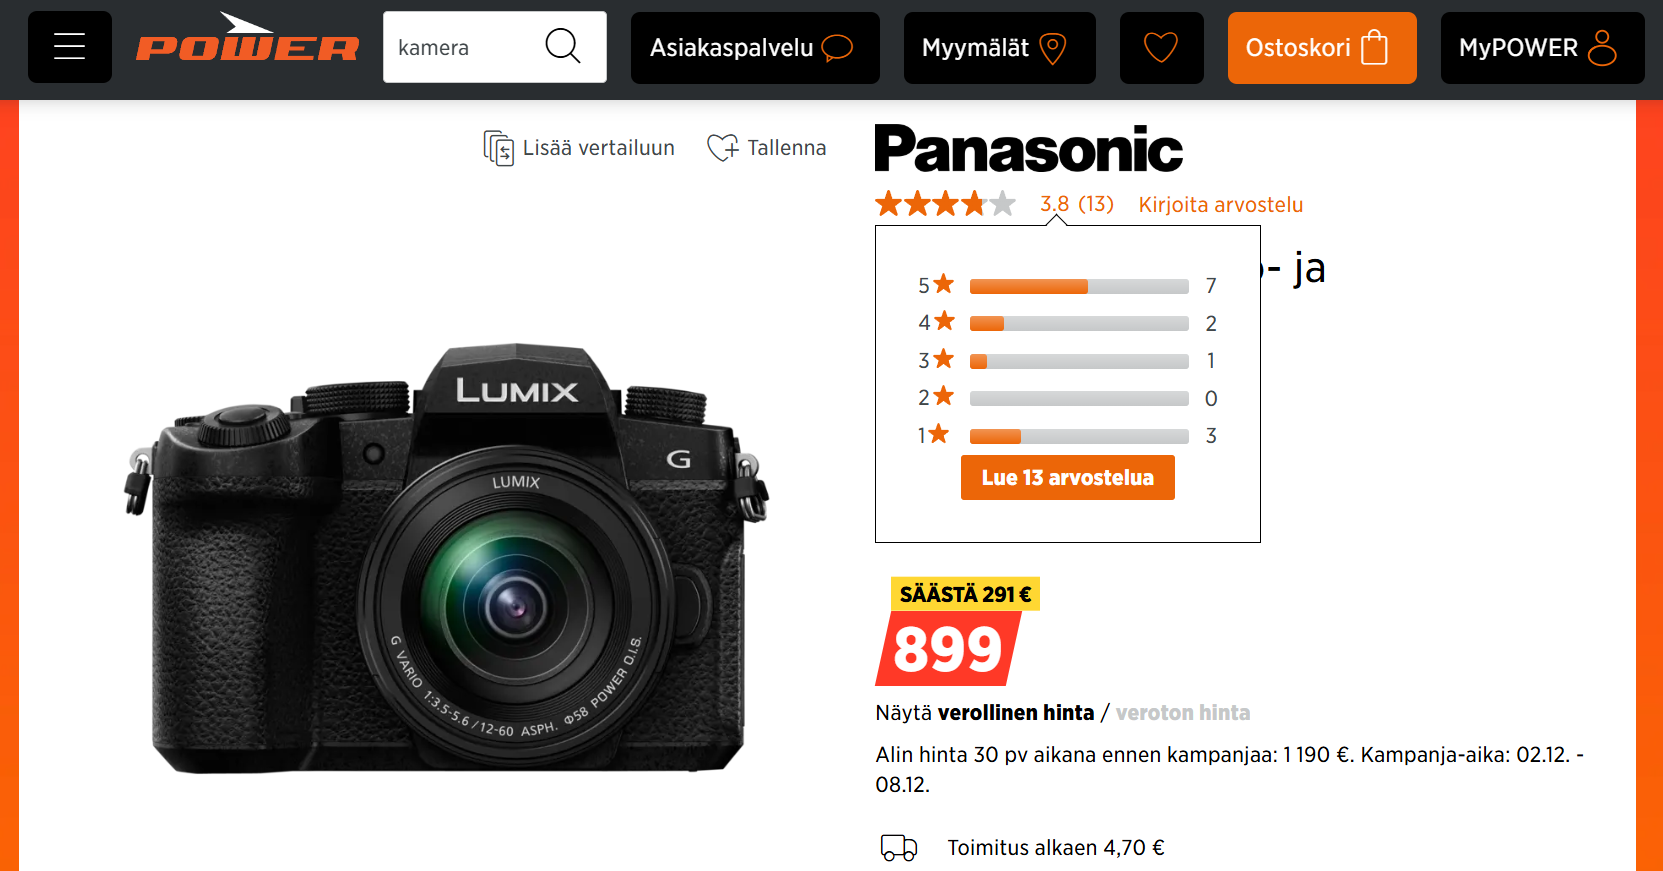 POWER
kamera
Asiakaspalvelu
Myymälät
Ostoskori
MyPOWER
Lisää vertailuun
Tallenna
Panasonic
3.8 (13) Kirjoita arvostelu
- ja
5 7
4 2
3 1
2 0
1 3
Lue 13 arvostelua
LUMIX
G
LUMIX
G VARIO 1:3.5-5.6 / 12-60 ASPH. Φ58 POWER O.I.S.
SÄÄSTÄ 291 €
899
Näytä verollinen hinta / veroton hinta
Alin hinta 30 pv aikana ennen kampanjaa: 1 190 €. Kampanja-aika: 02.12. -
08.12.
Toimitus alkaen 4,70 €